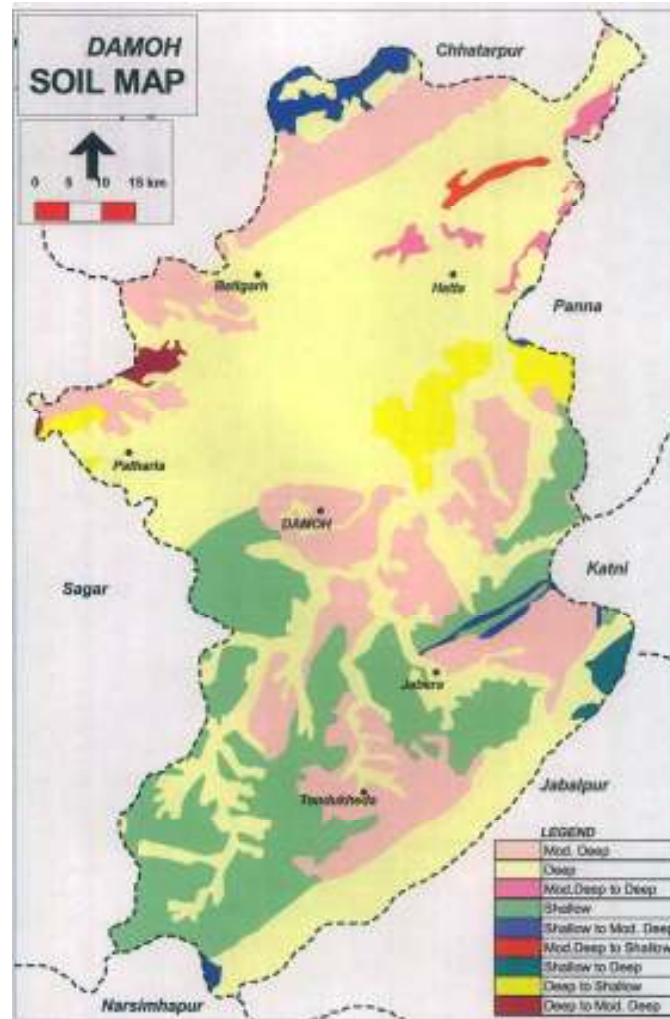 DAMOH
SOIL MAP
Chhatarpur
0 5 10 15 km
Batigarh
Hatta
Panna
Patharia
DAMOH
Katni
Sagar
Jabera
Tendukheda
Jabalpur
LEGEND
Mod. Deep
Deep
Mod.Deep to Deep
Shallow
Shallow to Mod. Deep
Mod.Deep to Shallow
Shallow to Deep
Deep to Shallow
Deep to Mod. Deep
Narsimhapur